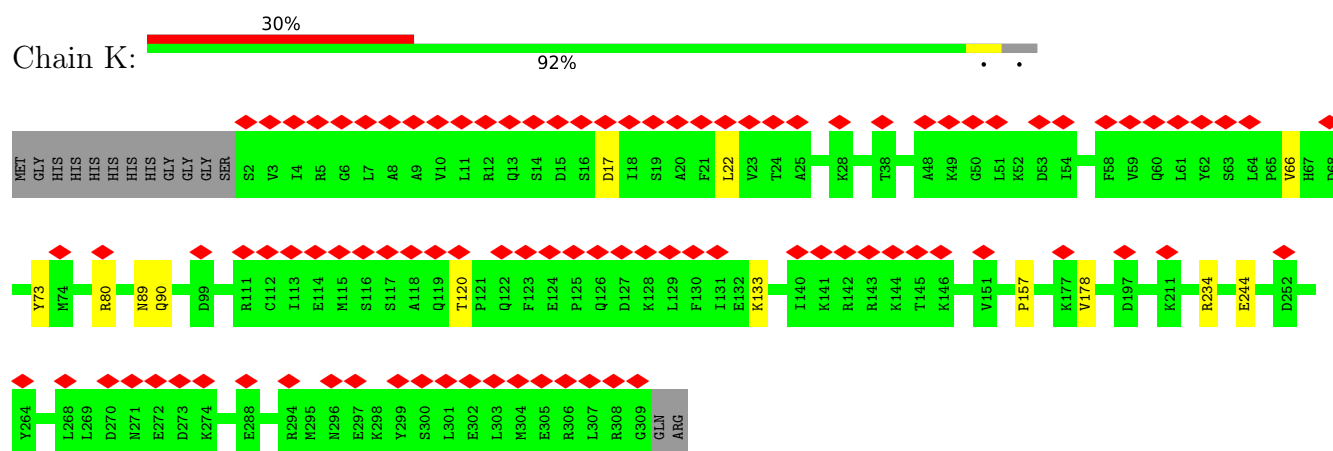 30%
Chain K:
92%
• •
MET GLY HIS HIS HIS HIS HIS HIS GLY GLY GLY SER S2 V3 I4 R5 G6 L7 A8 A9 V10 L11 R12 Q13 S14 D15 S16 D17 I18 S19 A20 F21 L22 V23 T24 A25 K28 T38 A48 K49 G50 L51 K52 D53 I54 F58 V59 Q60 L61 Y62 S63 L64 P65 V66 H67 D68
Y73 M74 R80 N89 Q90 D99 R111 C112 I113 E114 M115 S116 S117 A118 Q119 T120 P121 Q122 F123 E124 P125 Q126 D127 K128 L129 F130 I131 E132 K133 I140 K141 R142 R143 K144 T145 K146 V151 P157 K177 V178 D197 K211 R234 E244 D252
Y264 L268 L269 D270 N271 E272 D273 K274 E288 R294 M295 N296 E297 K298 Y299 S300 L301 E302 L303 M304 E305 R306 L307 R308 G309 GLN ARG